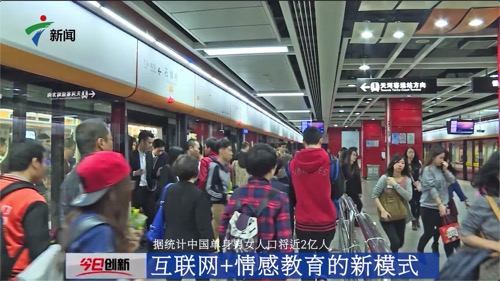 新闻
天河客运站方向
据统计中国单身男女人口将近2亿人
今日创新
互联网+情感教育的新模式